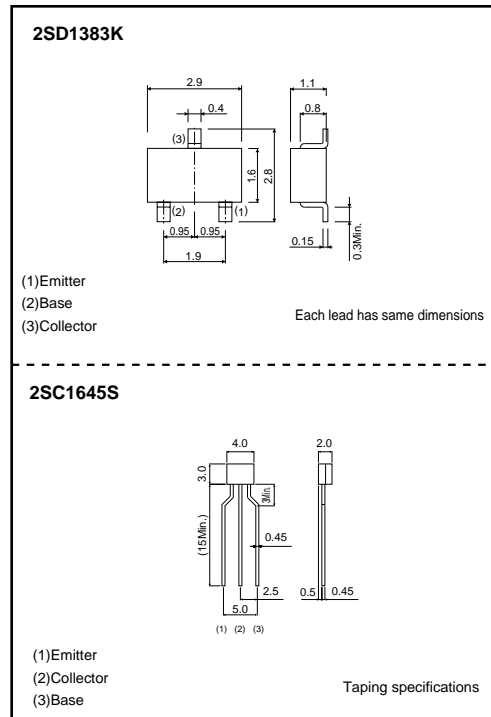 2SD1383K
2.9
1.1
0.4
0.8
(3)
1.6
2.8
(2)
(1)
0.95
0.95
0.15
0.3Min.
1.9
(1)Emitter
(2)Base
(3)Collector
Each lead has same dimensions
2SC1645S
4.0
2.0
3.0
3Min.
(15Min.)
0.45
2.5
0.5
0.45
5.0
(1) (2) (3)
(1)Emitter
(2)Collector
(3)Base
Taping specifications